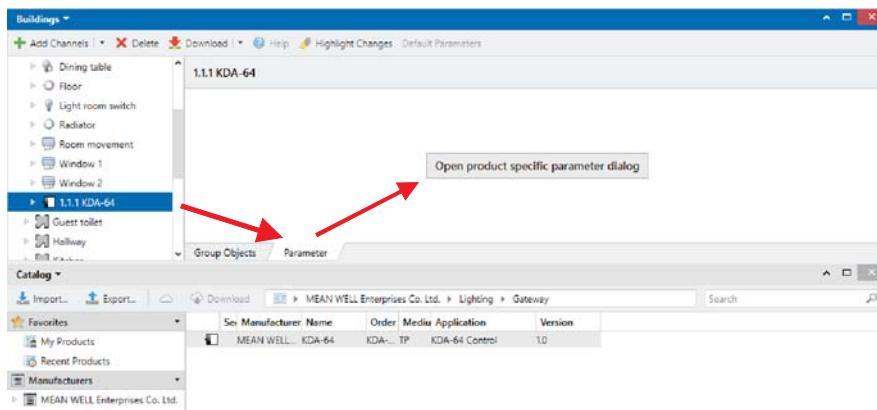 Buildings
Add Channels Delete Download Help Highlight Changes Default Parameters
Dining table
1.1.1 KDA-64
Floor
Light room switch
Radiator
Room movement
Window 1
Open product specific parameter dialog
Window 2
1.1.1 KDA-64
Guest toilet
Hallway
Group Objects Parameter
Catalog
Import... Export... Download MEAN WELL Enterprises Co. Ltd. Lighting Gateway Search
Favorites
Manufacturer Name Order Mediu Application Version
My Products
MEAN WELL... KDA-64 KDA-... TP KDA-64 Control 1.0
Recent Products
Manufacturers
MEAN WELL Enterprises Co. Ltd.